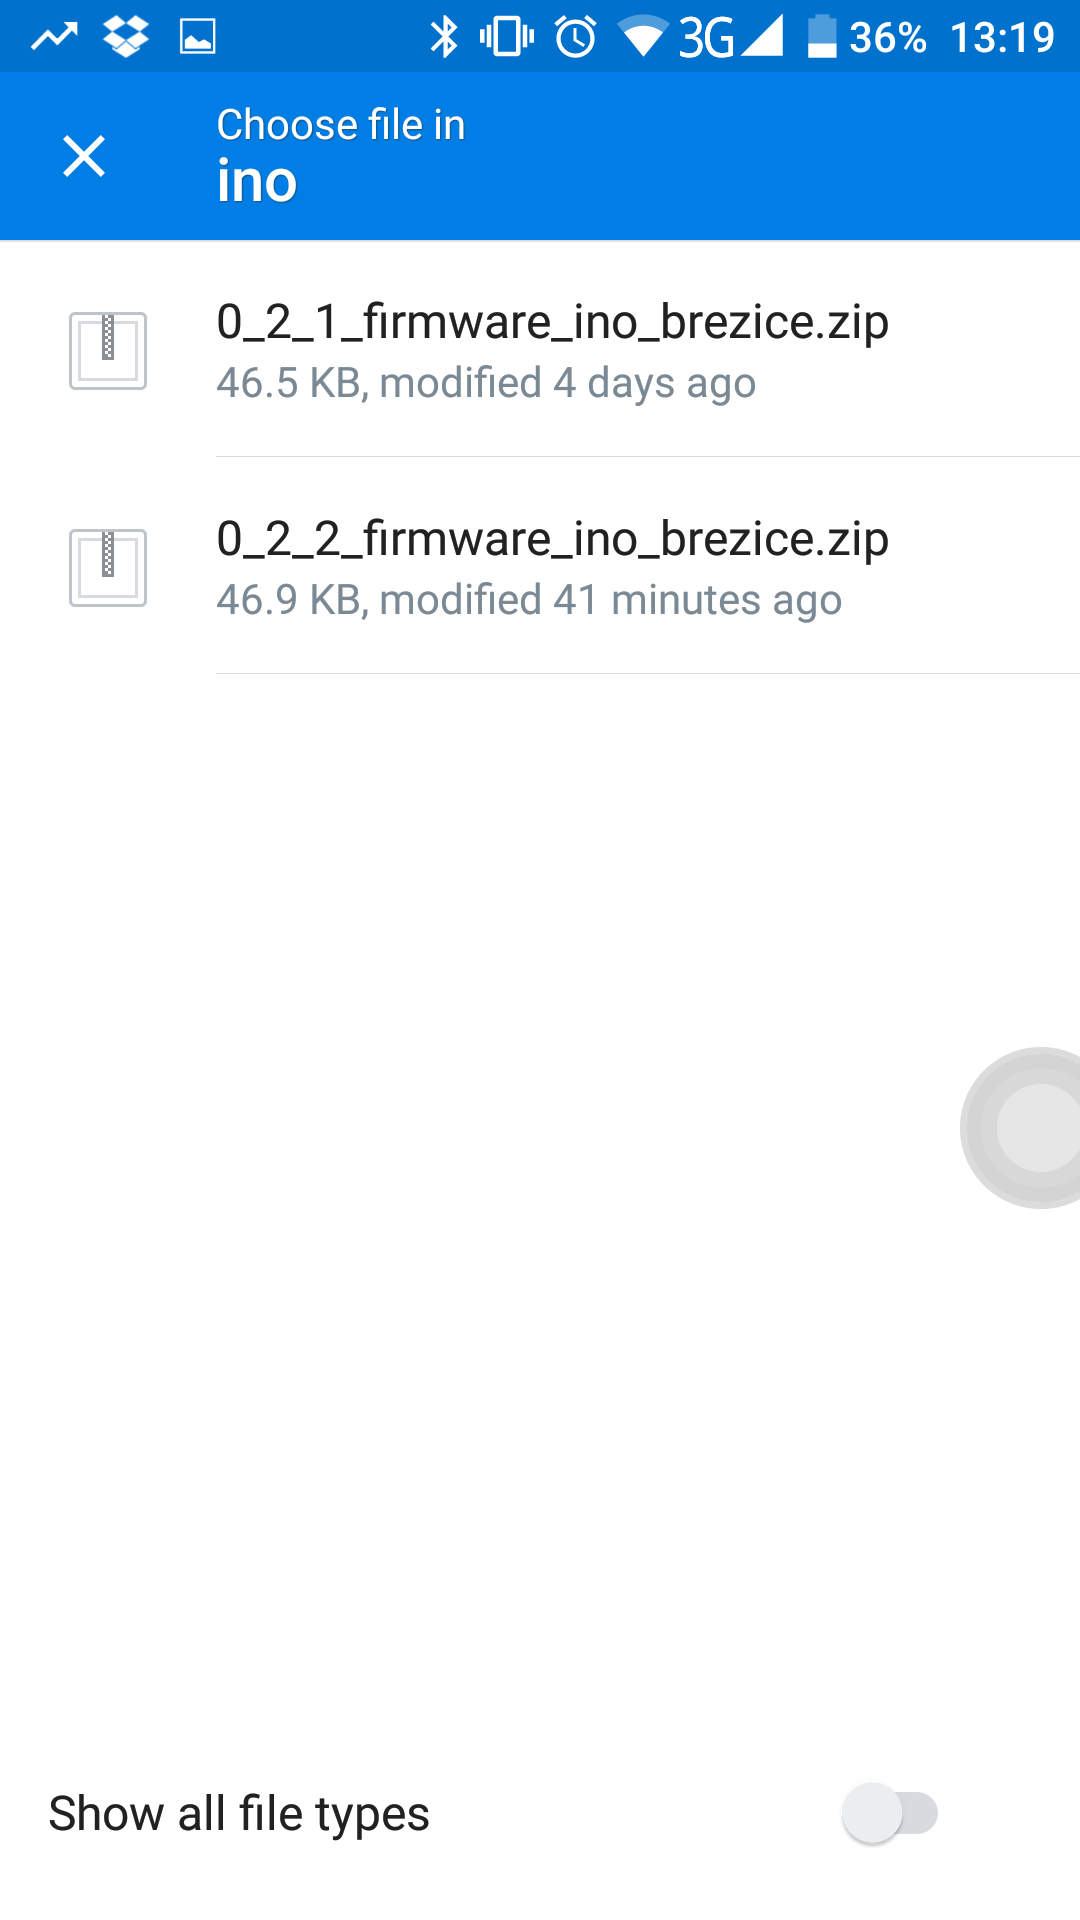 3G 36% 13:19
Choose file in
ino
0_2_1_firmware_ino_brezice.zip
46.5 KB, modified 4 days ago
0_2_2_firmware_ino_brezice.zip
46.9 KB, modified 41 minutes ago
Show all file types